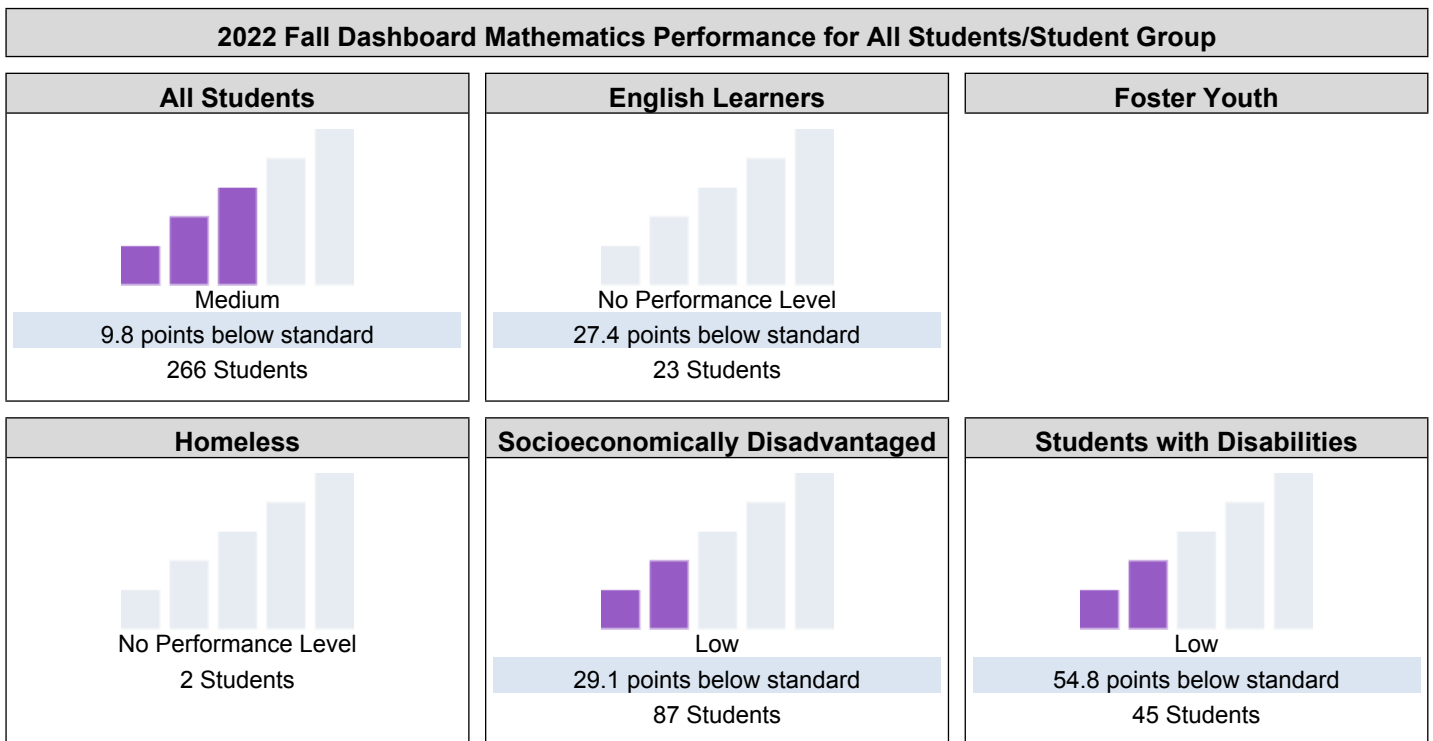 2022 Fall Dashboard Mathematics Performance for All Students/Student Group
All Students
Medium
9.8 points below standard
266 Students
English Learners
No Performance Level
27.4 points below standard
23 Students
Foster Youth
Homeless
No Performance Level
2 Students
Socioeconomically Disadvantaged
Low
29.1 points below standard
87 Students
Students with Disabilities
Low
54.8 points below standard
45 Students